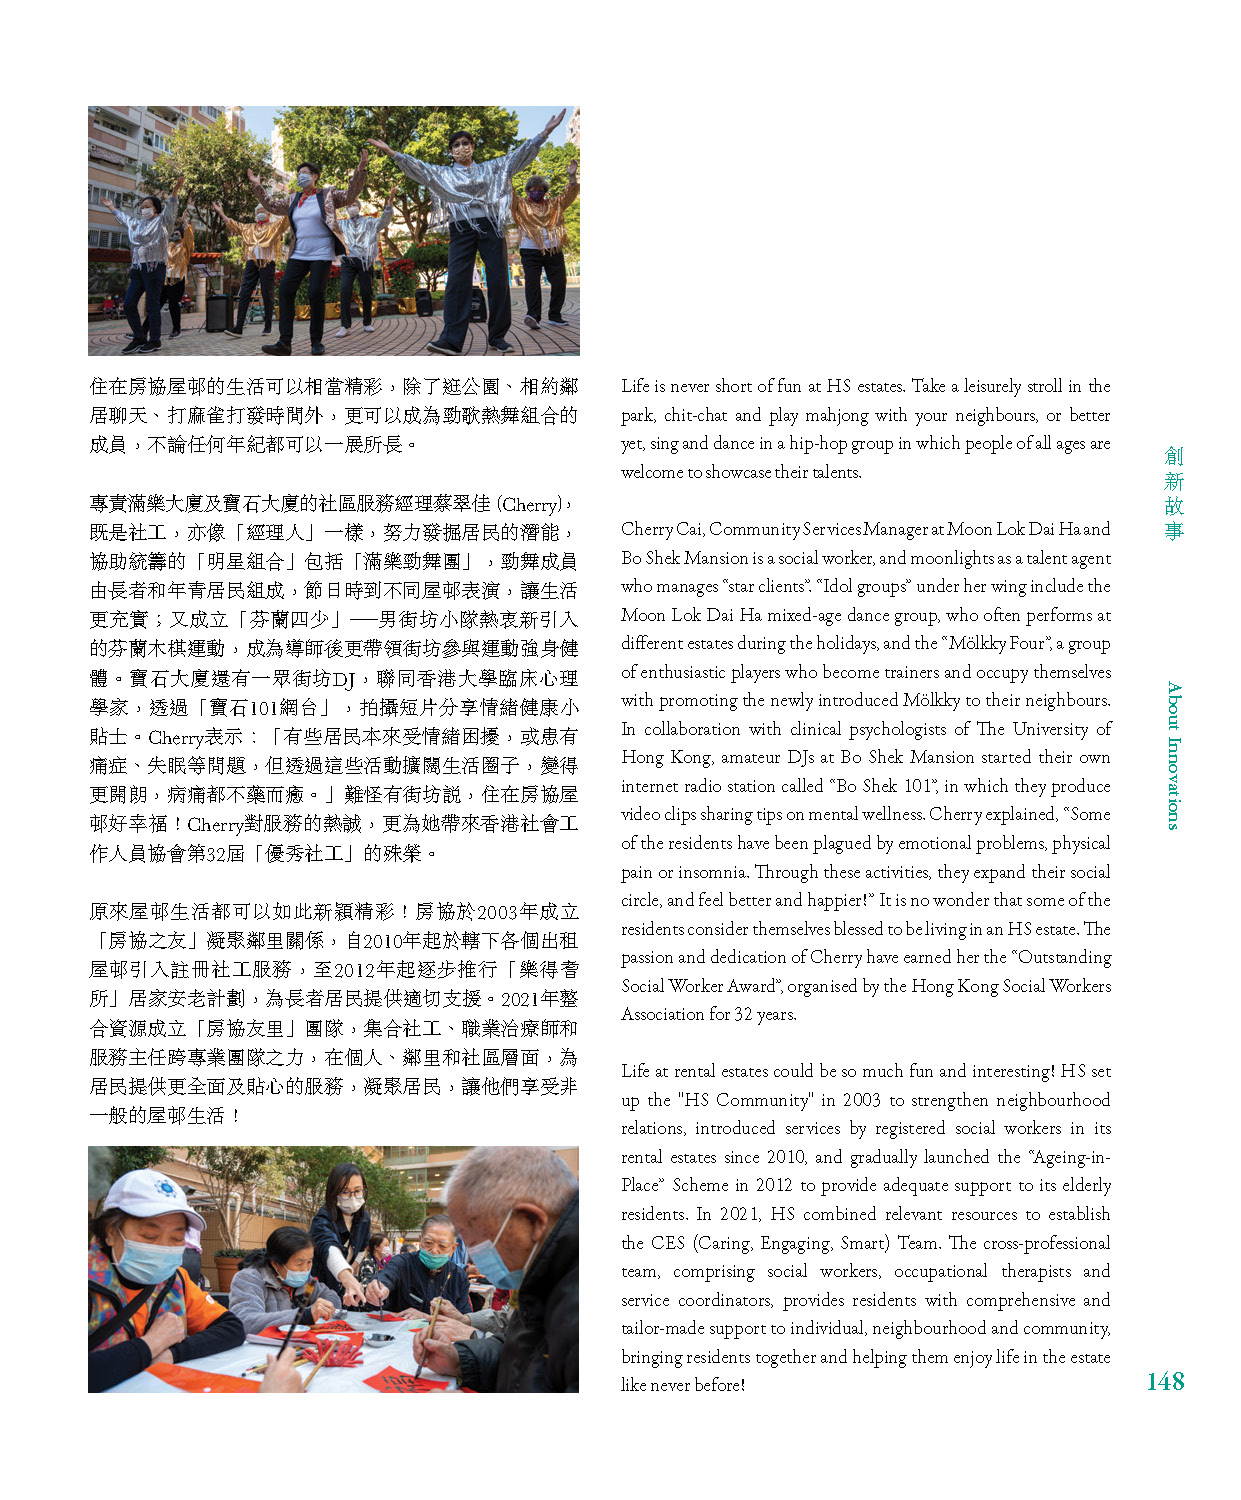 住在房協屋邨的生活可以相當精彩，除了逛公園、相約鄰
居聊天、打麻雀打發時間外，更可以成為勁歌熱舞組合的
成員，不論任何年紀都可以一展所長。
專責滿樂大廈及寶石大廈的社區服務經理蔡翠佳 (Cherry)，
既是社工，亦像「經理人」一樣，努力發掘居民的潛能，
協助統籌的「明星組合」包括「滿樂勁舞團」，勁舞成員
由長者和年青居民組成，節日時到不同屋邨表演，讓生活
更充實；又成立「芬蘭四少」——男街坊小隊熱衷新引入
的芬蘭木棋運動，成為導師後更帶領街坊參與運動強身健
體。寶石大廈還有一眾街坊DJ，聯同香港大學臨床心理
學家，透過「寶石101網台」，拍攝短片分享情緒健康小
貼士。Cherry表示：「有些居民本來受情緒困擾，或患有
痛症、失眠等問題，但透過這些活動擴闊生活圈子，變得
更開朗，病痛都不藥而癒。」難怪有街坊説，住在房協屋
邨好幸福！Cherry對服務的熱誠，更為她帶來香港社會工
作人員協會第32屆「優秀社工」的殊榮。
原來屋邨生活都可以如此新穎精彩！房協於2003年成立
「房協之友」凝聚鄰里關係，自2010年起於轄下各個出租
屋邨引入註冊社工服務，至2012年起逐步推行「樂得耆
所」居家安老計劃，為長者居民提供適切支援。2021年整
合資源成立「房協友里」團隊，集合社工、職業治療師和
服務主任跨專業團隊之力，在個人、鄰里和社區層面，為
居民提供更全面及貼心的服務，凝聚居民，讓他們享受非
一般的屋邨生活！
Life is never short of fun at HS estates. Take a leisurely stroll in the
park, chit-chat and play mahjong with your neighbours, or better
yet, sing and dance in a hip-hop group in which people of all ages are
welcome to showcase their talents.
Cherry Cai, Community Services Manager at Moon Lok Dai Ha and
Bo Shek Mansion is a social worker, and moonlights as a talent agent
who manages “star clients”. “Idol groups” under her wing include the
Moon Lok Dai Ha mixed-age dance group, who often performs at
different estates during the holidays, and the “Mölkky Four”, a group
of enthusiastic players who become trainers and occupy themselves
with promoting the newly introduced Mölkky to their neighbours.
In collaboration with clinical psychologists of The University of
Hong Kong, amateur DJs at Bo Shek Mansion started their own
internet radio station called “Bo Shek 101”, in which they produce
video clips sharing tips on mental wellness. Cherry explained, “Some
of the residents have been plagued by emotional problems, physical
pain or insomnia. Through these activities, they expand their social
circle, and feel better and happier!” It is no wonder that some of the
residents consider themselves blessed to be living in an HS estate. The
passion and dedication of Cherry have earned her the “Outstanding
Social Worker Award”, organised by the Hong Kong Social Workers
Association for 32 years.
Life at rental estates could be so much fun and interesting! HS set
up the "HS Community" in 2003 to strengthen neighbourhood
relations, introduced services by registered social workers in its
rental estates since 2010, and gradually launched the “Ageing-in-
Place” Scheme in 2012 to provide adequate support to its elderly
residents. In 2021, HS combined relevant resources to establish
the CES (Caring, Engaging, Smart) Team. The cross-professional
team, comprising social workers, occupational therapists and
service coordinators, provides residents with comprehensive and
tailor-made support to individual, neighbourhood and community,
bringing residents together and helping them enjoy life in the estate
like never before!
創新故事
About Innovations
148